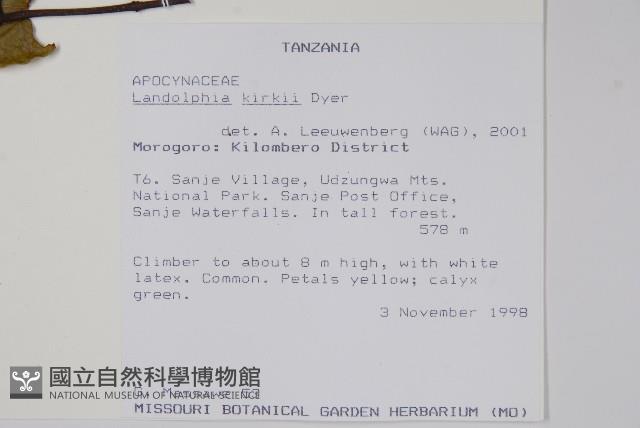 TANZANIA
APOCYNACEAE
Landolphia kirkii Dyer
det. A. Leeuwenberg (WAG), 2001
Morogoro: Kilombero District
T6. Sanje Village, Udzungwa Mts.
National Park. Sanje Post Office,
Sanje Waterfalls. In tall forest.
578 m
Climber to about 8 m high, with white
latex. Common. Petals yellow; calyx
green.
3 November 1998
國立自然科學博物館
NATIONAL MUSEUM OF NATURAL SCIENCE
MISSOURI BOTANICAL GARDEN HERBARIUM (MO)